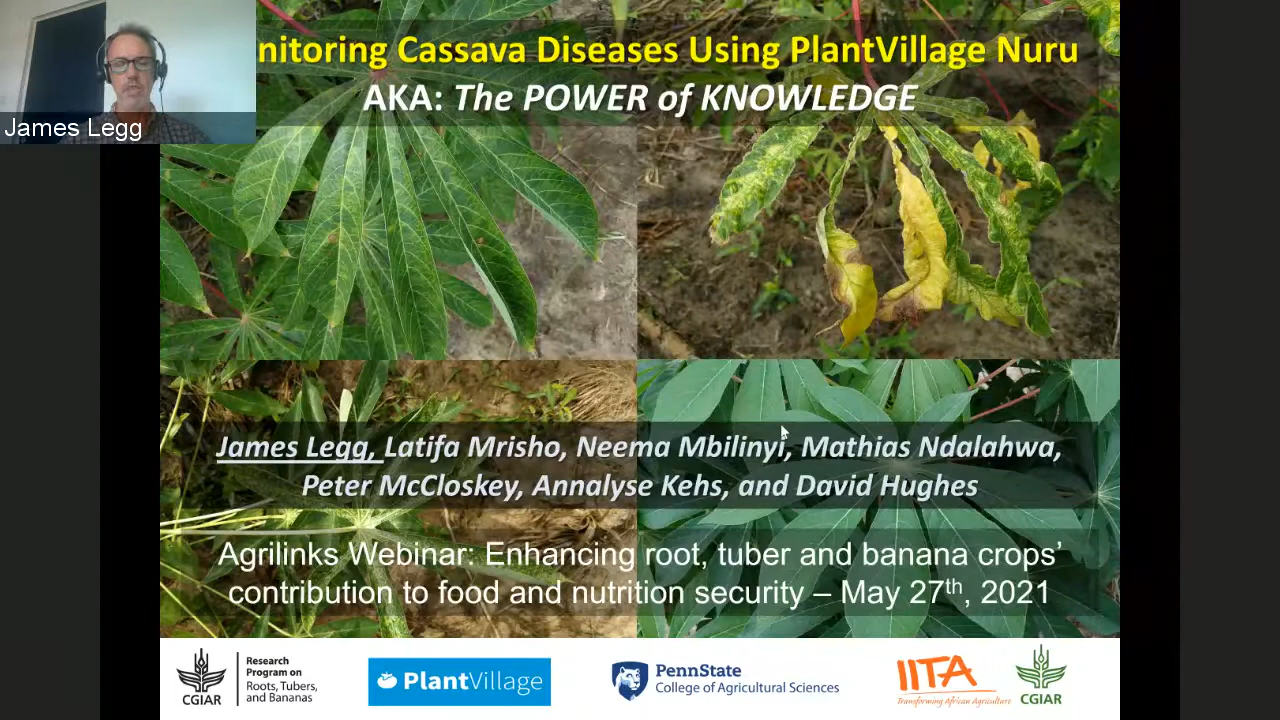 nitoring Cassava Diseases Using PlantVillage Nuru
AKA: The POWER of KNOWLEDGE
James Legg
James Legg, Latifa Mrisho, Neema Mbilinyi, Mathias Ndalahwa,
Peter McCloskey, Annalyse Kehs, and David Hughes
Agrilinks Webinar: Enhancing root, tuber and banana crops’
contribution to food and nutrition security – May 27th, 2021
CGIAR
Research
Program on
Roots, Tubers,
and Bananas
PlantVillage
PennState
College of Agricultural Sciences
IITA
Transforming African Agriculture
CGIAR